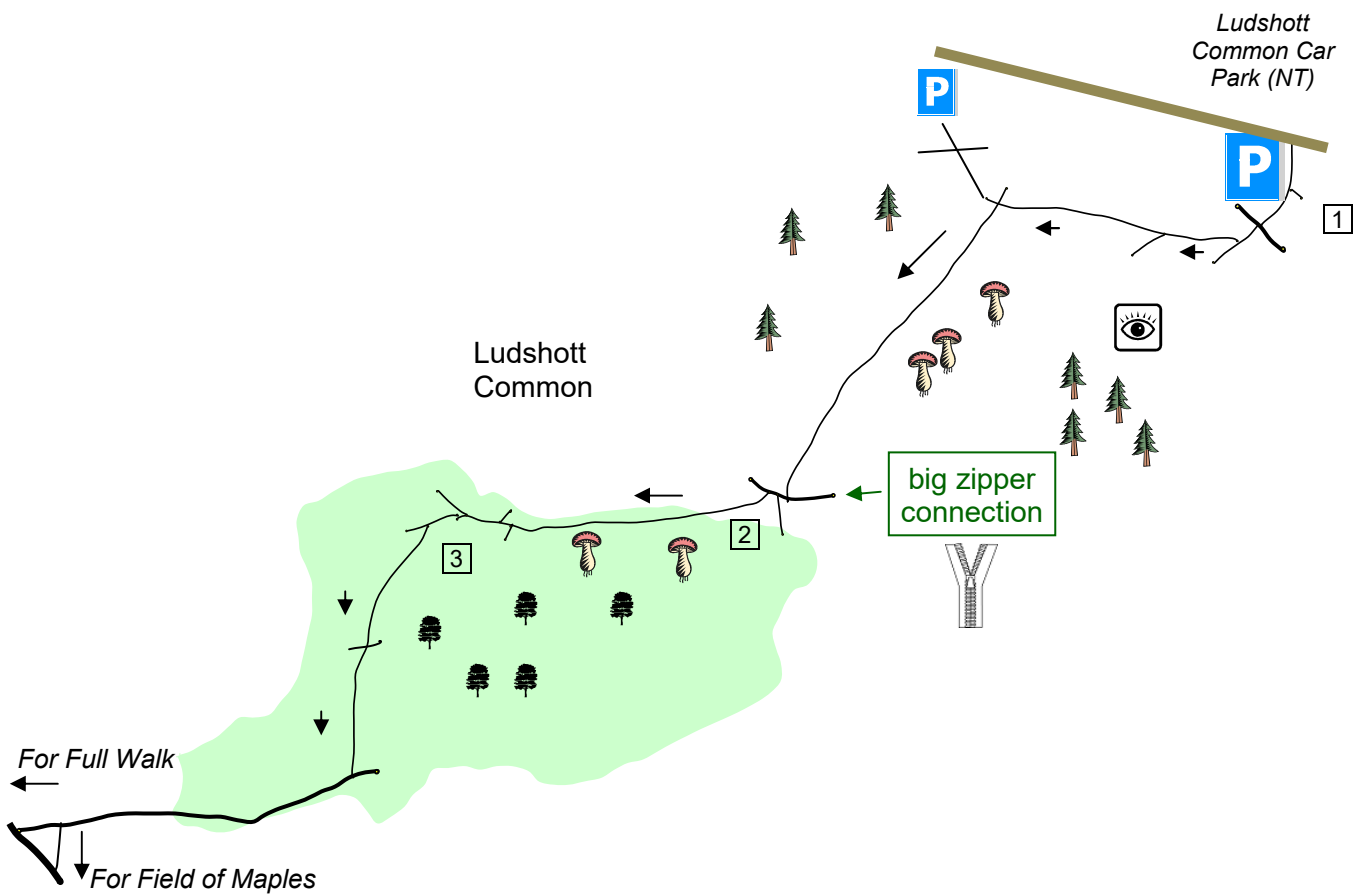 Ludshott
Common Car
Park (NT)
P
P
1
Ludshott
Common
big zipper
connection
2
3
For Full Walk
For Field of Maples